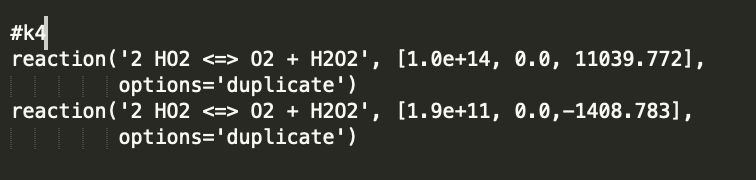 #k4
reaction('2 HO2 <=> O2 + H2O2', [1.0e+14, 0.0, 11039.772],
         options='duplicate')
reaction('2 HO2 <=> O2 + H2O2', [1.9e+11, 0.0,-1408.783],
         options='duplicate')